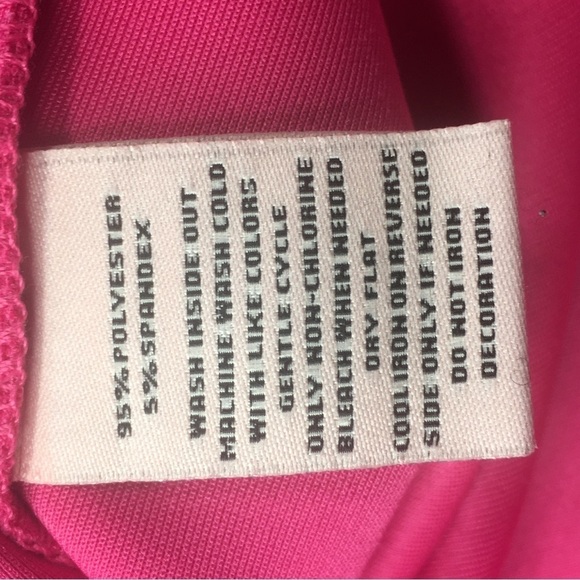 95% POLYESTER
5% SPANDEX
WASH INSIDE OUT
MACHINE WASH COLD
WITH LIKE COLORS
GENTLE CYCLE
ONLY NON-CHLORINE
BLEACH WHEN NEEDED
DRY FLAT
COOL IRON ON REVERSE
SIDE ONLY IF NEEDED
DO NOT IRON
DECORATION